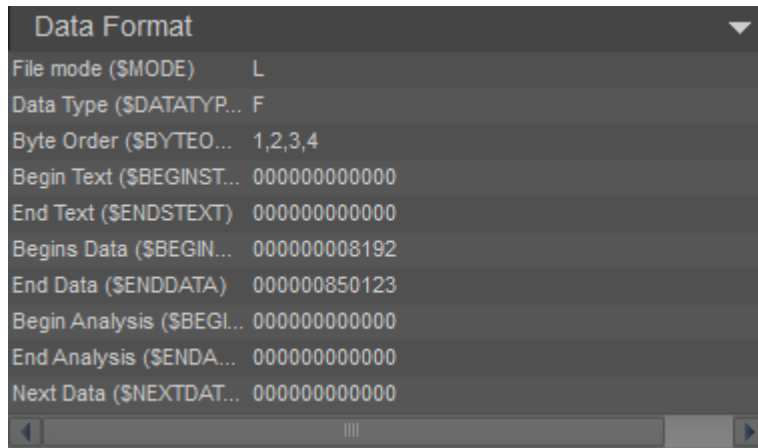 Data Format
File mode ($MODE) L
Data Type ($DATATYP... F
Byte Order ($BYTEO... 1,2,3,4
Begin Text ($BEGINST... 000000000000
End Text ($ENDSTEXT) 000000000000
Begins Data ($BEGIN... 000000008192
End Data ($ENDDATA) 000000850123
Begin Analysis ($BEGI... 000000000000
End Analysis ($ENDA... 000000000000
Next Data ($NEXTDAT... 000000000000